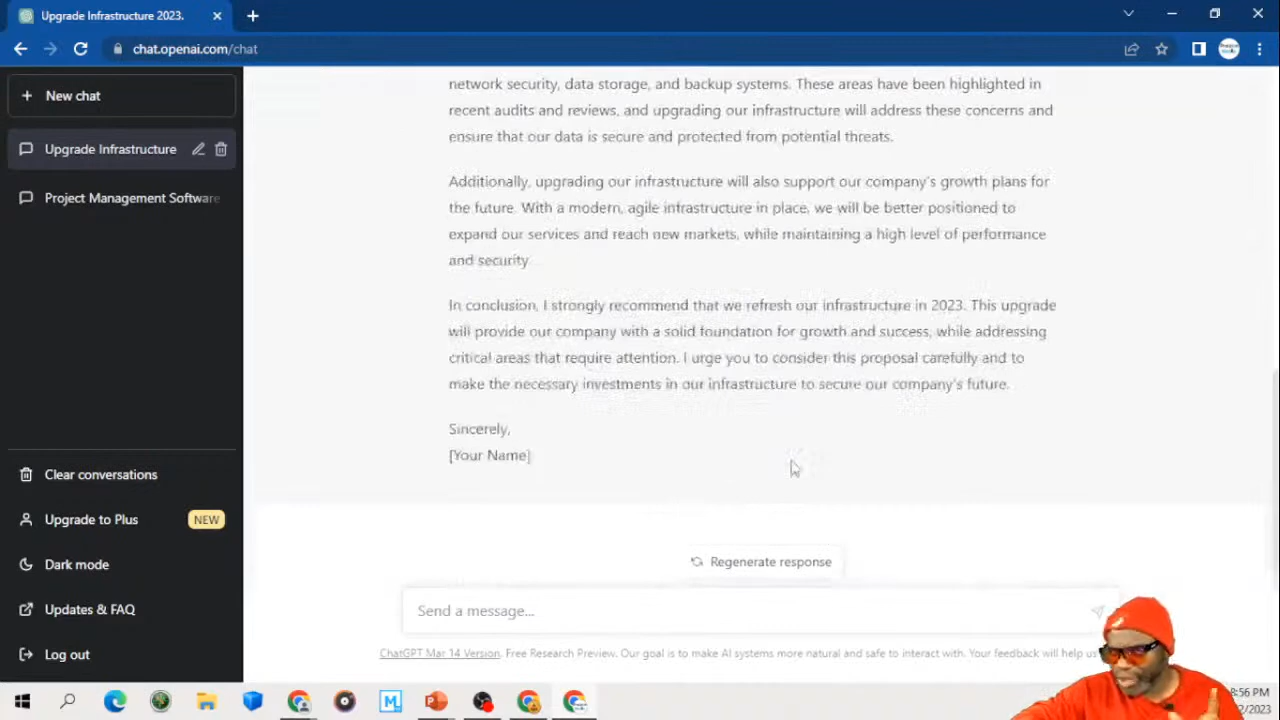 Upgrade Infrastructure 2023.
chat.openai.com/chat
New chat
Upgrade Infrastructure
Project Management Software
Clear conversations
Upgrade to Plus NEW
Dark mode
Updates & FAQ
Log out
network security, data storage, and backup systems. These areas have been highlighted in
recent audits and reviews, and upgrading our infrastructure will address these concerns and
ensure that our data is secure and protected from potential threats.
Additionally, upgrading our infrastructure will also support our company's growth plans for
the future. With a modern, agile infrastructure in place, we will be better positioned to
expand our services and reach new markets, while maintaining a high level of performance
and security.
In conclusion, I strongly recommend that we refresh our infrastructure in 2023. This upgrade
will provide our company with a solid foundation for growth and success, while addressing
critical areas that require attention. I urge you to consider this proposal carefully and to
make the necessary investments in our infrastructure to secure our company's future.
Sincerely,
[Your Name]
Regenerate response
Send a message...
ChatGPT Mar 14 Version. Free Research Preview. Our goal is to make AI systems more natural and safe to interact with. Your feedback will help us
8:56 PM
2/2023